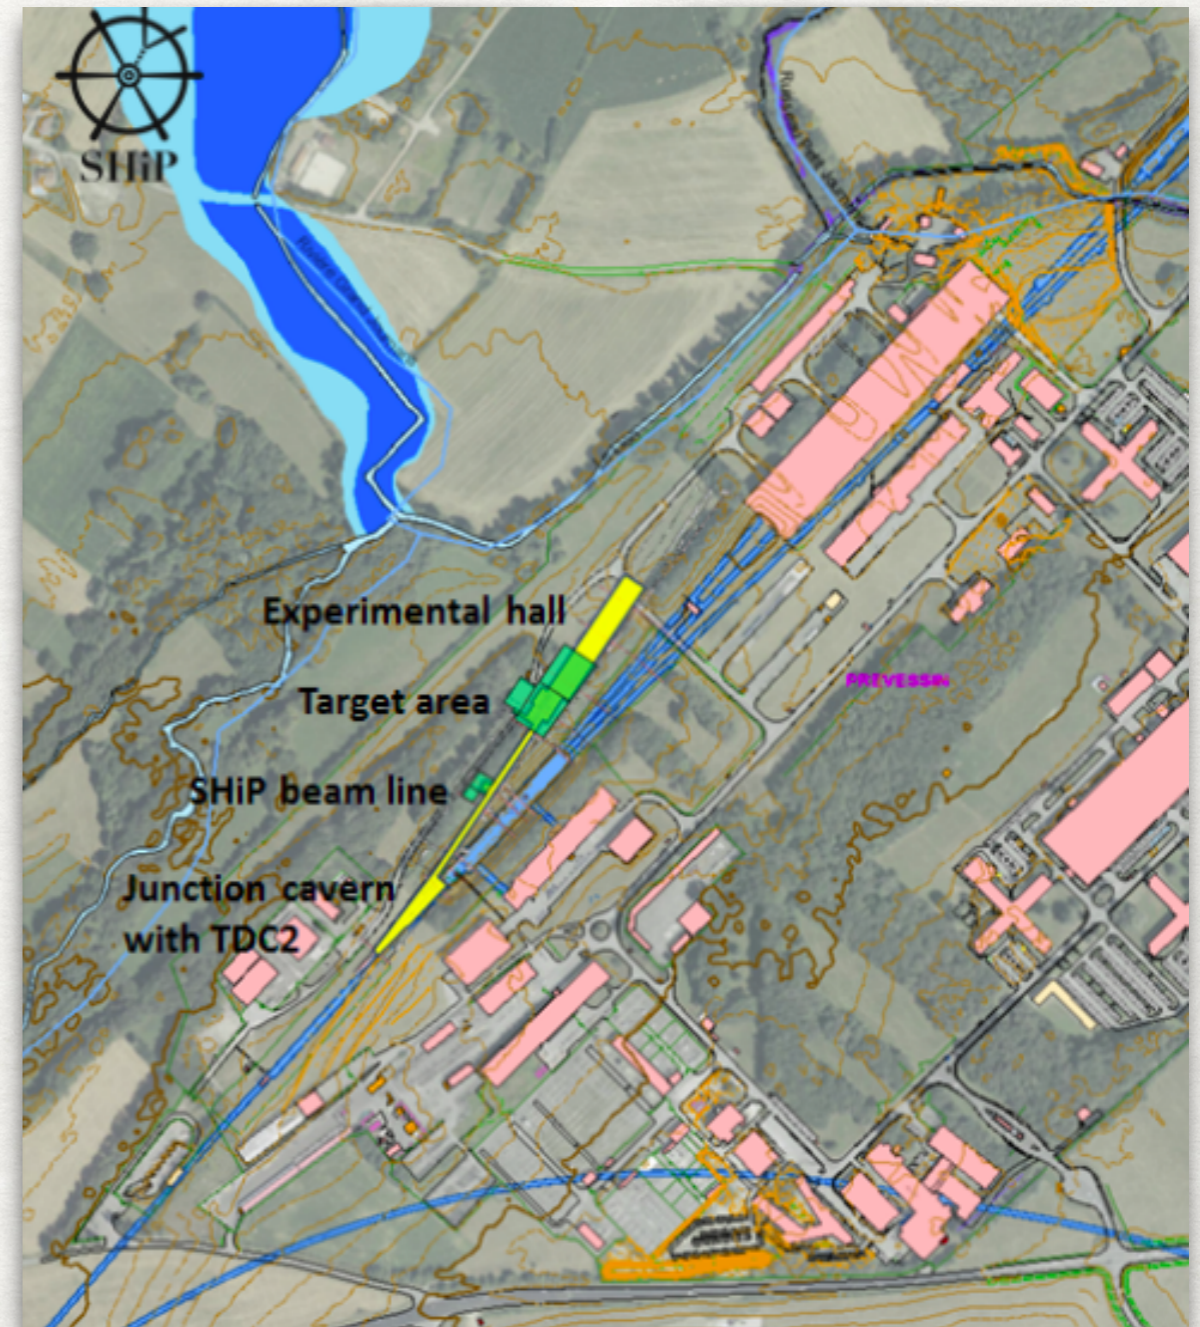 SHiP
Experimental hall
Target area
PREVESSIN
SHiP beam line
Junction cavern
with TDC2